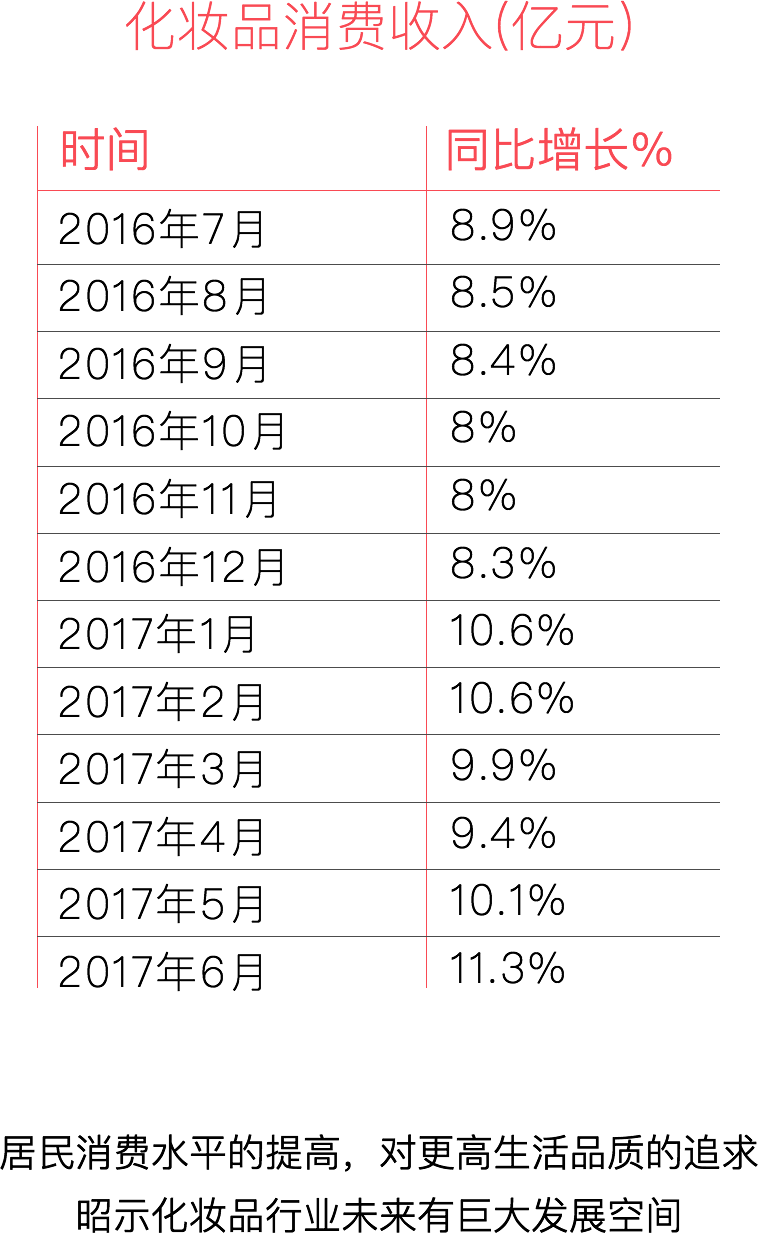 化妆品消费收入(亿元)
时间 同比增长%
2016年7月 8.9%
2016年8月 8.5%
2016年9月 8.4%
2016年10月 8%
2016年11月 8%
2016年12月 8.3%
2017年1月 10.6%
2017年2月 10.6%
2017年3月 9.9%
2017年4月 9.4%
2017年5月 10.1%
2017年6月 11.3%
居民消费水平的提高，对更高生活品质的追求
昭示化妆品行业未来有巨大发展空间